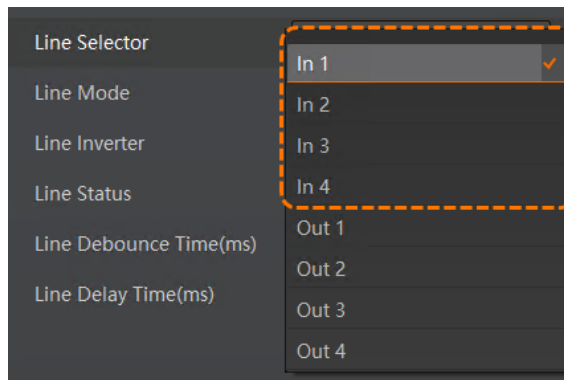 Line Selector
In 1
Line Mode
In 2
Line Inverter
In 3
Line Status
In 4
Out 1
Line Debounce Time(ms)
Out 2
Line Delay Time(ms)
Out 3
Out 4